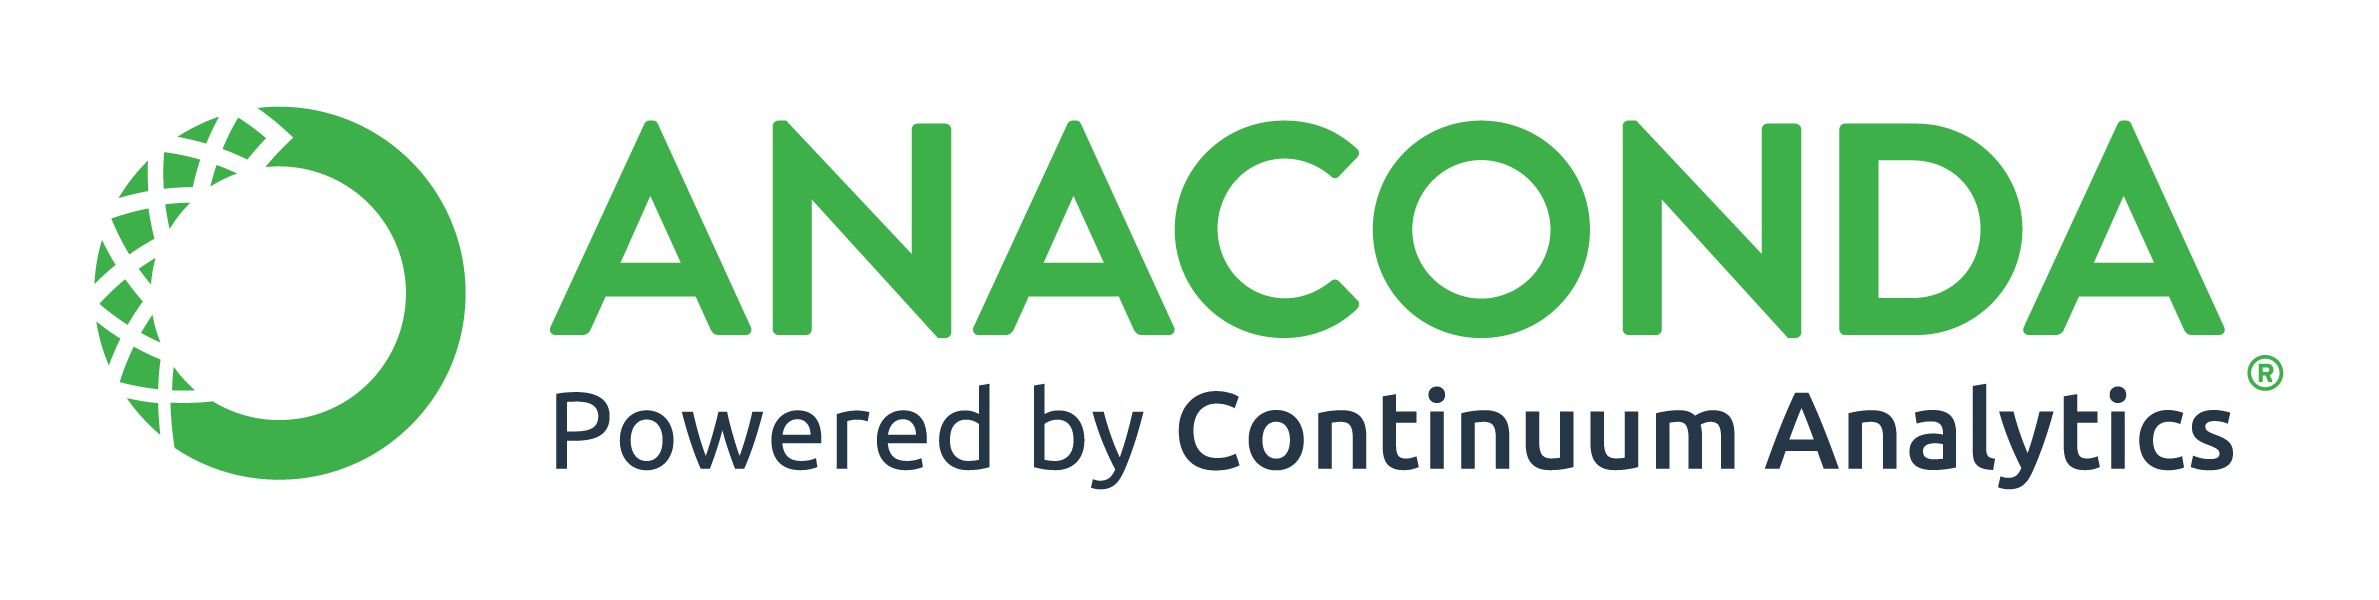 ANACONDA
Powered by Continuum Analytics®